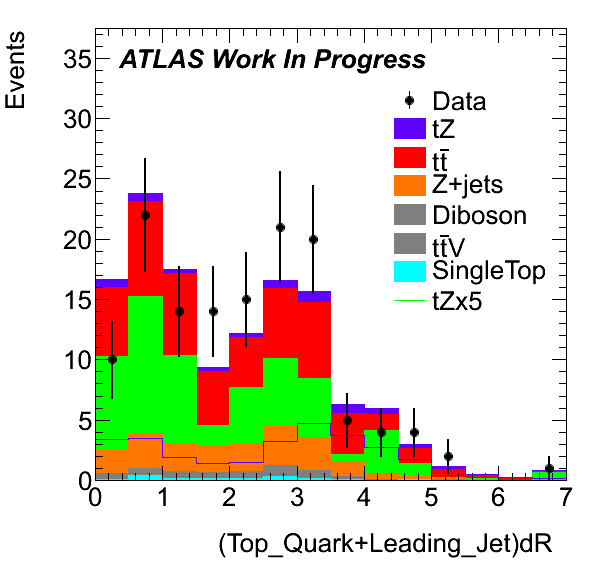 ATLAS Work In Progress
Events
35
30
25
20
15
10
5
0
Data
tZ
tt̄
Z+jets
Diboson
tt̄V
SingleTop
tZx5
0 1 2 3 4 5 6 7
(Top_Quark+Leading_Jet)dR